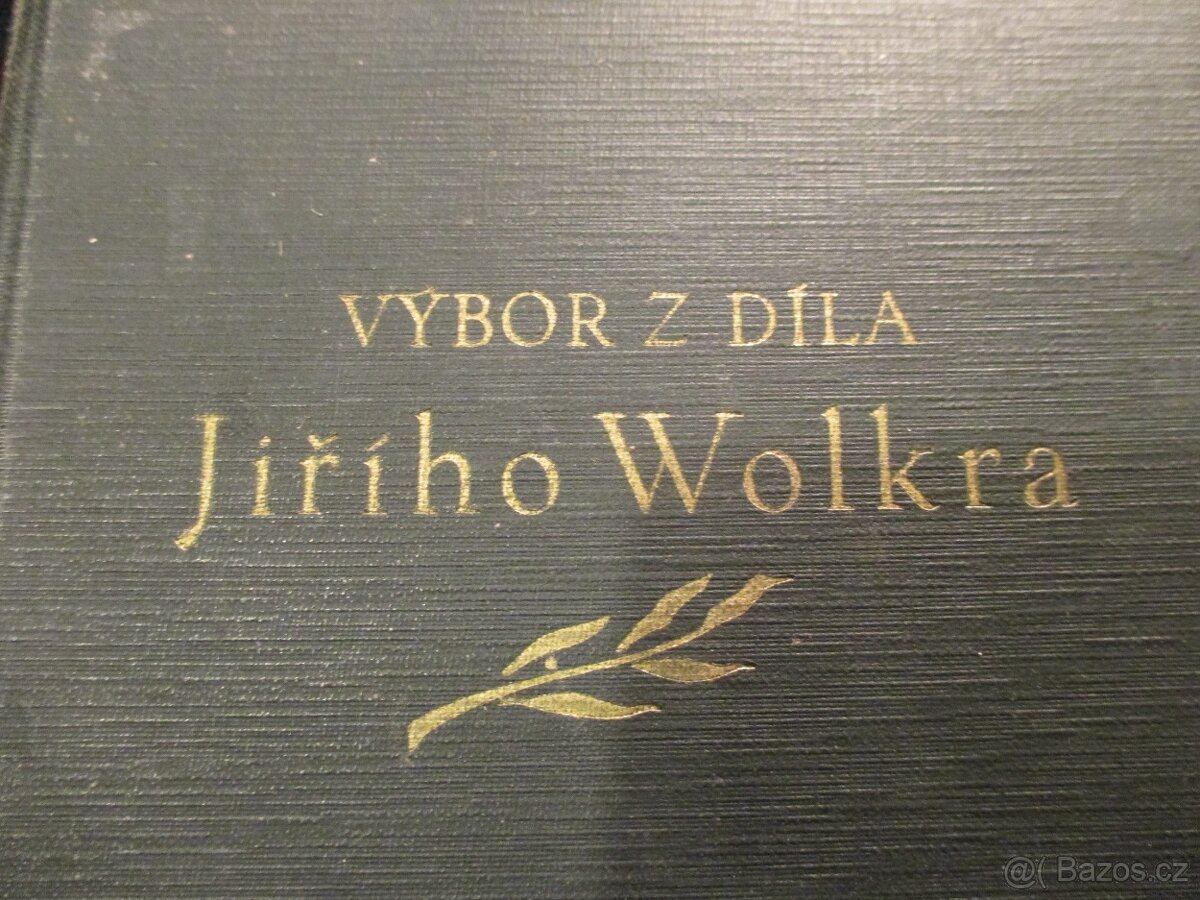 VÝBOR Z DÍLA
Jiřího Wolkra
@( Bazos.cz